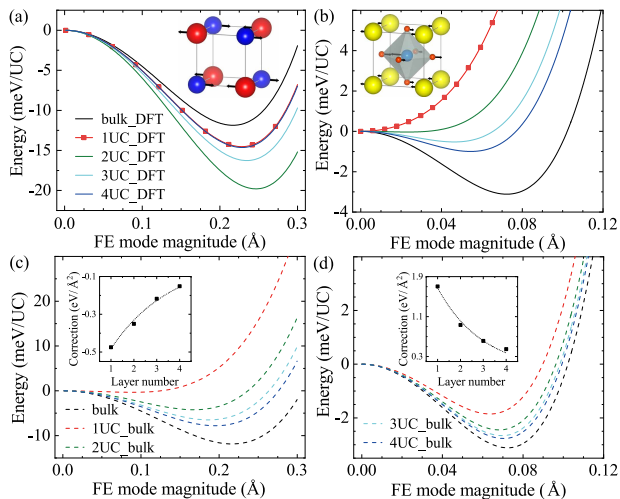 (a)
0
-5
-10
-15
-20
Energy (meV/UC)
bulk_DFT
1UC_DFT
2UC_DFT
3UC_DFT
4UC_DFT
0.0
0.1
0.2
0.3
FE mode magnitude (Å)
(b)
6
4
2
0
-2
-4
Energy (meV/UC)
0.00
0.04
0.08
0.12
FE mode magnitude (Å)
(c)
20
10
0
-10
Energy (meV/UC)
-0.1
-0.3
-0.5
Correction (eV/Å²)
1
2
3
4
Layer number
bulk
1UC_bulk
2UC_bulk
0.0
0.1
0.2
0.3
FE mode magnitude (Å)
(d)
4
2
0
-2
Energy (meV/UC)
1.7
1.0
0.3
Correction (eV/Å²)
1
2
3
4
Layer number
3UC_bulk
4UC_bulk
0.00
0.04
0.08
0.12
FE mode magnitude (Å)